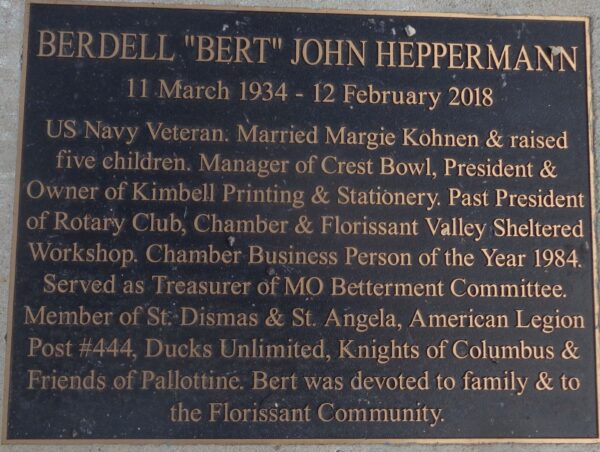 BERDELL "BERT" JOHN HEPPERMANN
11 March 1934 - 12 February 2018
US Navy Veteran. Married Margie Kohnen & raised
five children. Manager of Crest Bowl, President &
Owner of Kimbell Printing & Stationery. Past President
of Rotary Club, Chamber & Florissant Valley Sheltered
Workshop. Chamber Business Person of the Year 1984.
Served as Treasurer of MO Betterment Committee.
Member of St. Dismas & St. Angela, American Legion
Post #444, Ducks Unlimited, Knights of Columbus &
Friends of Pallottine. Bert was devoted to family & to
the Florissant Community.